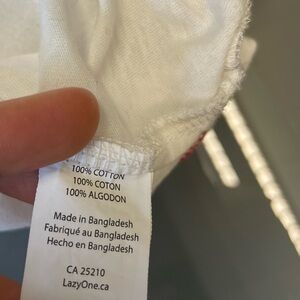 100% COTTON
100% COTON
100% ALGODON
Made in Bangladesh
Fabriqué au Bangladesh
Hecho en Bangladesh
CA 25210
LazyOne.ca